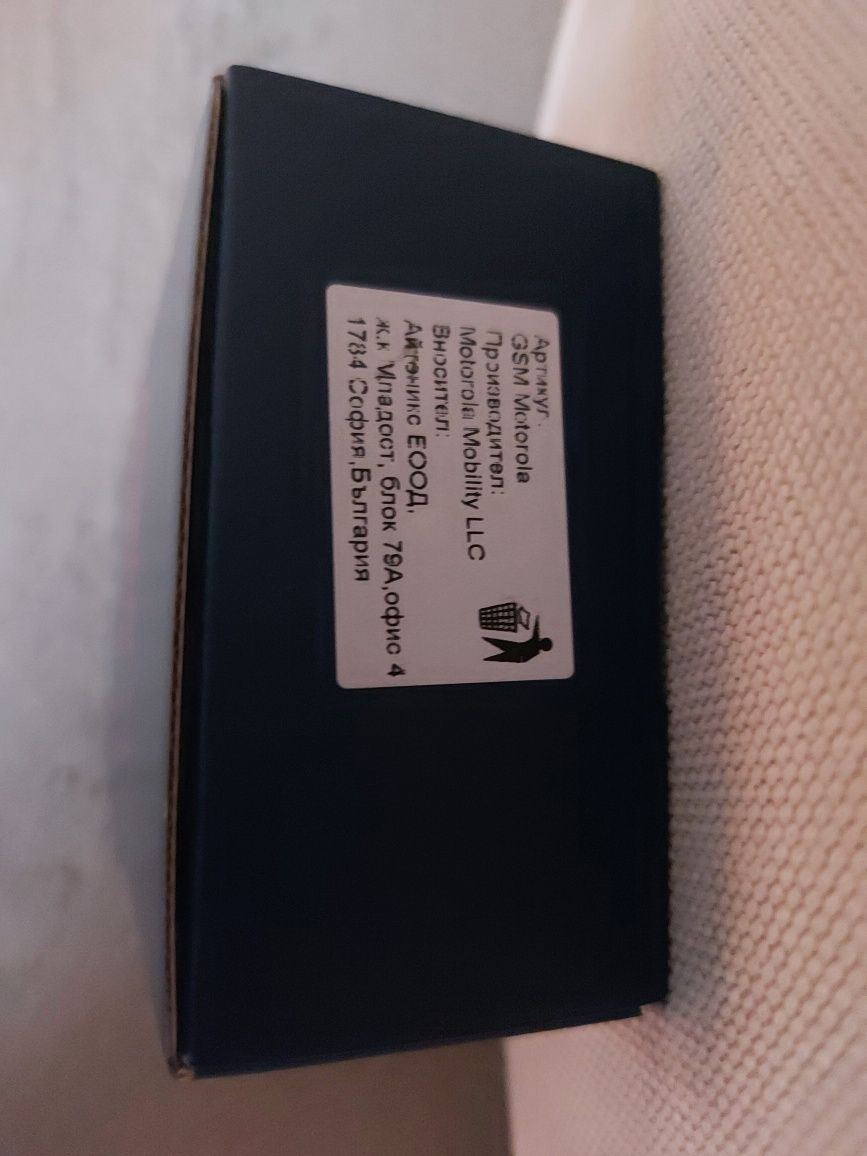 Артикул:
GSM Motorola
Производител:
Motorola Mobility LLC
Вносител:
Айтеникс ЕООД,
ж.к Младост, блок 79А,офис 4
1784 София,България